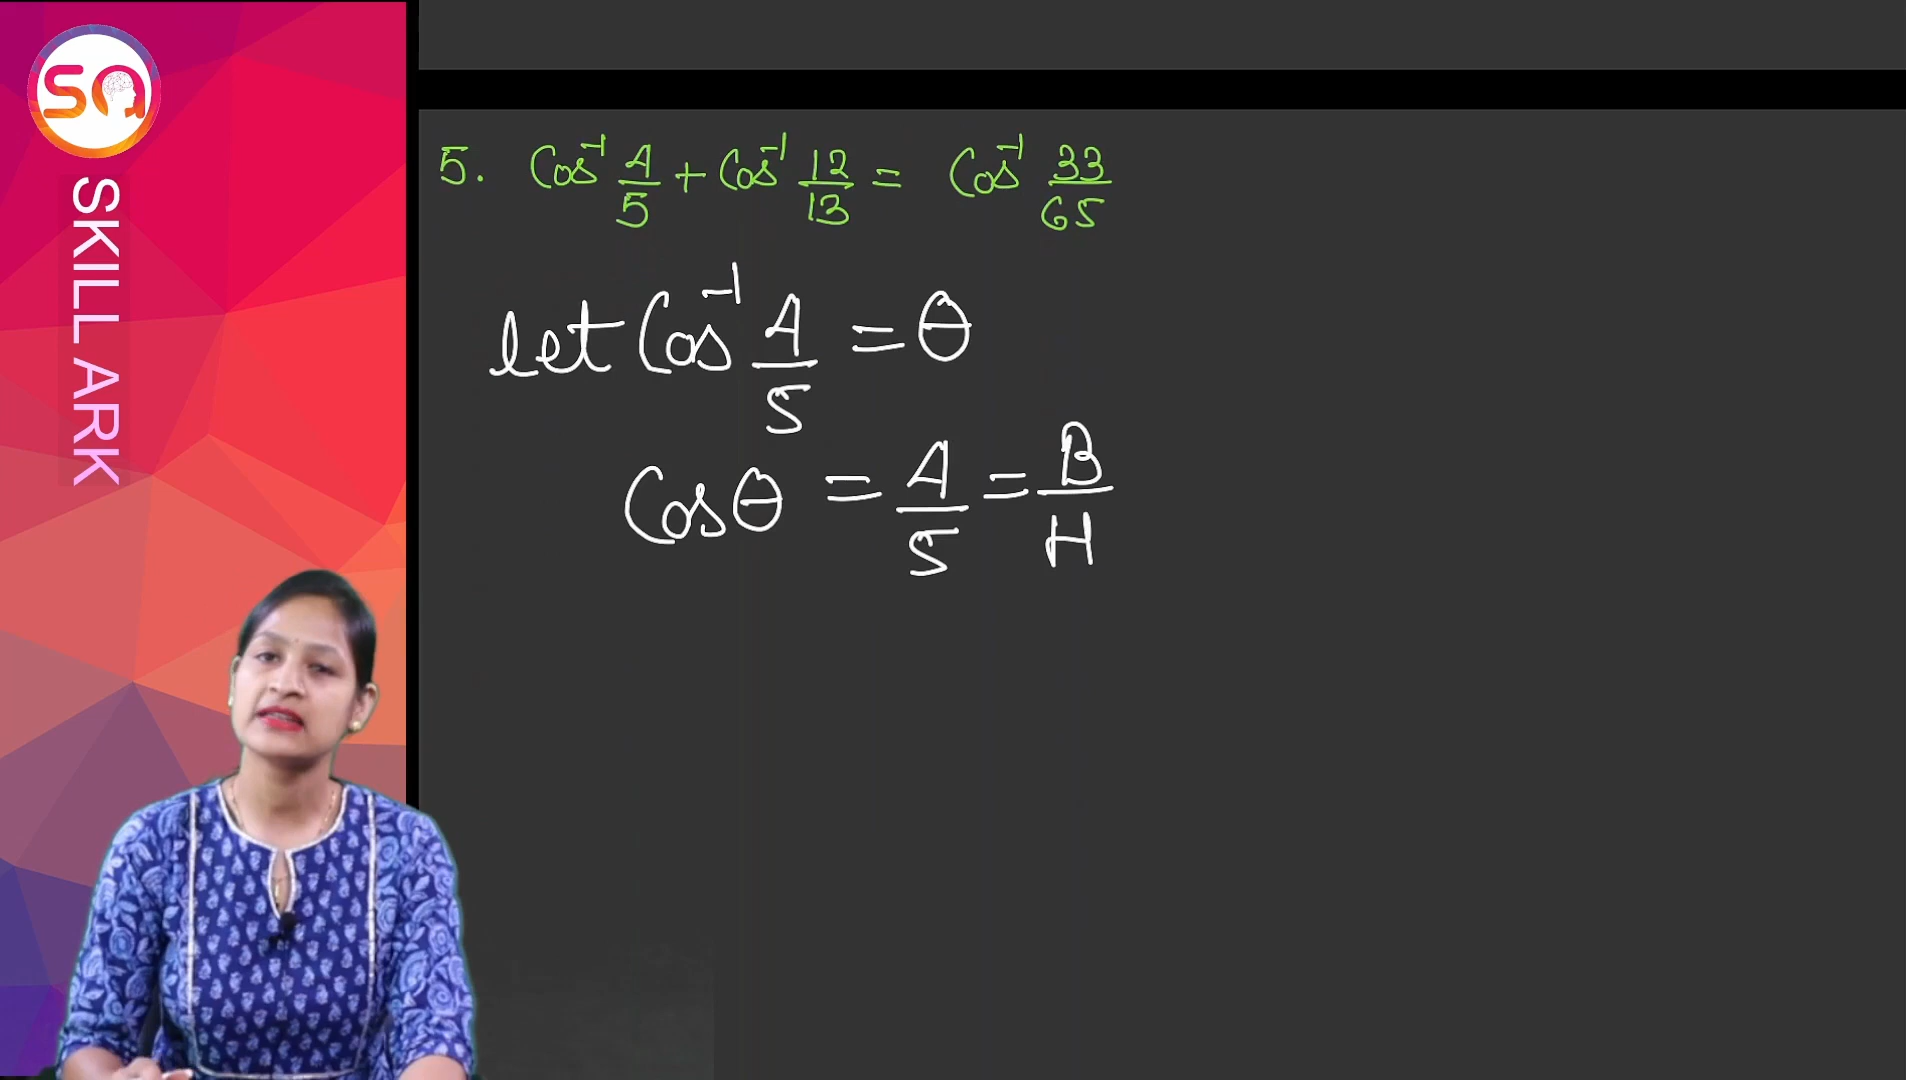 SA
SKILL ARK
5. Cos⁻¹ 4/5 + Cos⁻¹ 12/13 = Cos⁻¹ 33/65
let Cos⁻¹ 4/5 = θ
Cosθ = 4/5 = B/H